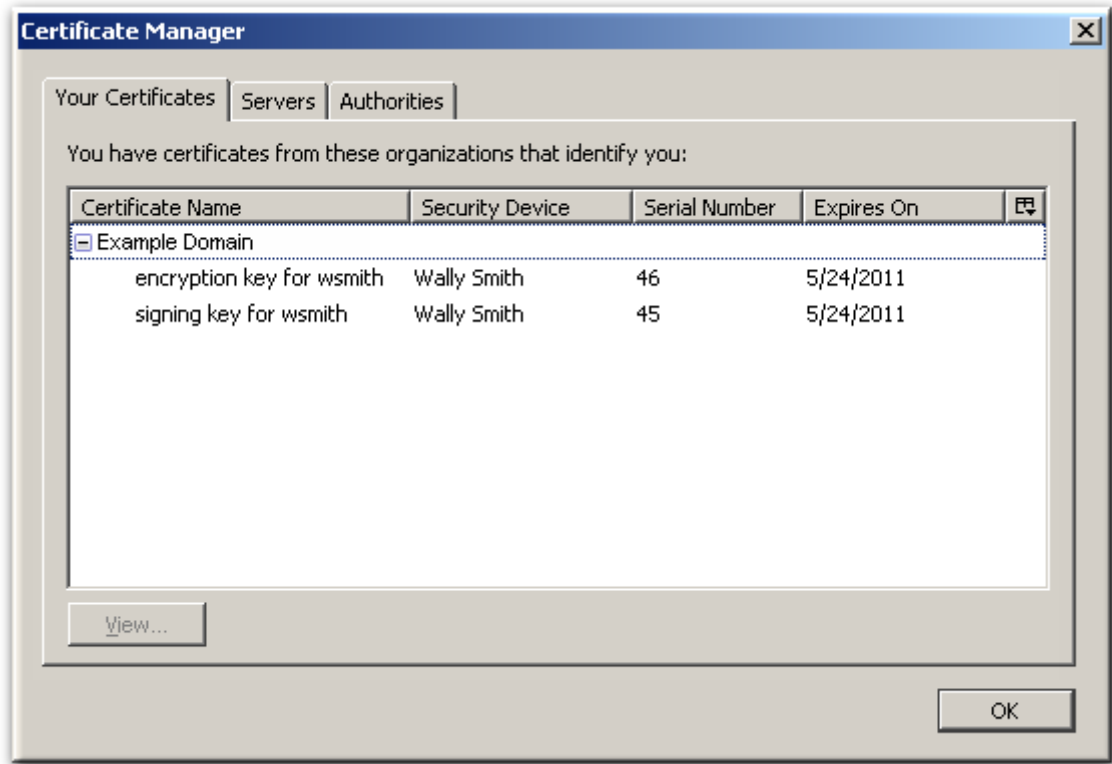 Certificate Manager
Your Certificates Servers Authorities
You have certificates from these organizations that identify you:
Certificate Name Security Device Serial Number Expires On
Example Domain
encryption key for wsmith Wally Smith 46 5/24/2011
signing key for wsmith Wally Smith 45 5/24/2011
View...
OK